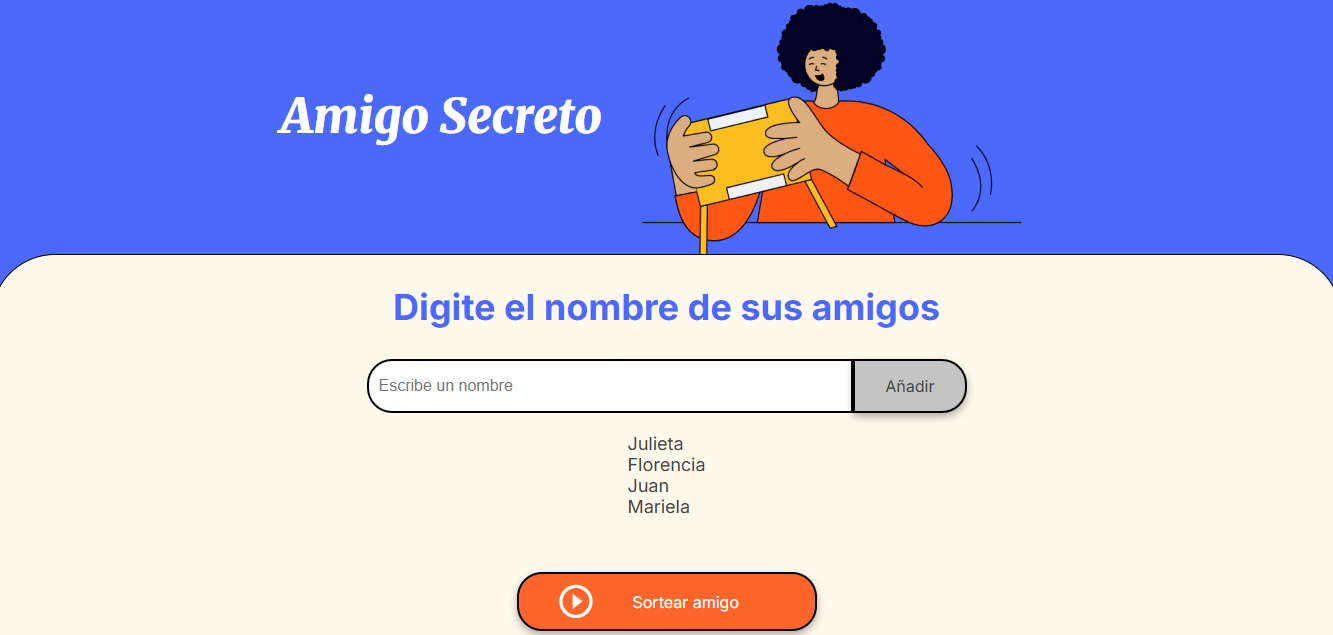 Amigo Secreto
Digite el nombre de sus amigos
Escribe un nombre
Añadir
Julieta
Florencia
Juan
Mariela
Sortear amigo